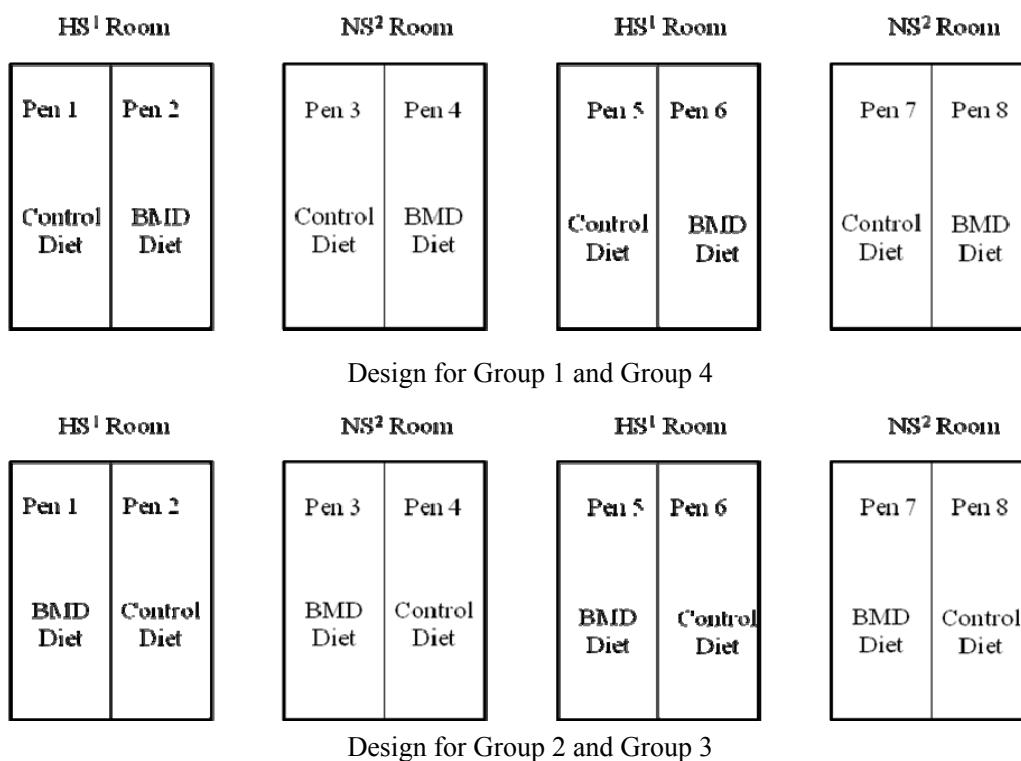 HS¹ Room NS² Room HS¹ Room NS² Room
Pen 1 Pen 2 Pen 3 Pen 4 Pen 5 Pen 6 Pen 7 Pen 8
Control BMD Control BMD Control BMD Control BMD
Diet Diet Diet Diet Diet Diet Diet Diet
Design for Group 1 and Group 4
HS¹ Room NS² Room HS¹ Room NS² Room
Pen 1 Pen 2 Pen 3 Pen 4 Pen 5 Pen 6 Pen 7 Pen 8
BMD Control BMD Control BMD Control BMD Control
Diet Diet Diet Diet Diet Diet Diet Diet
Design for Group 2 and Group 3